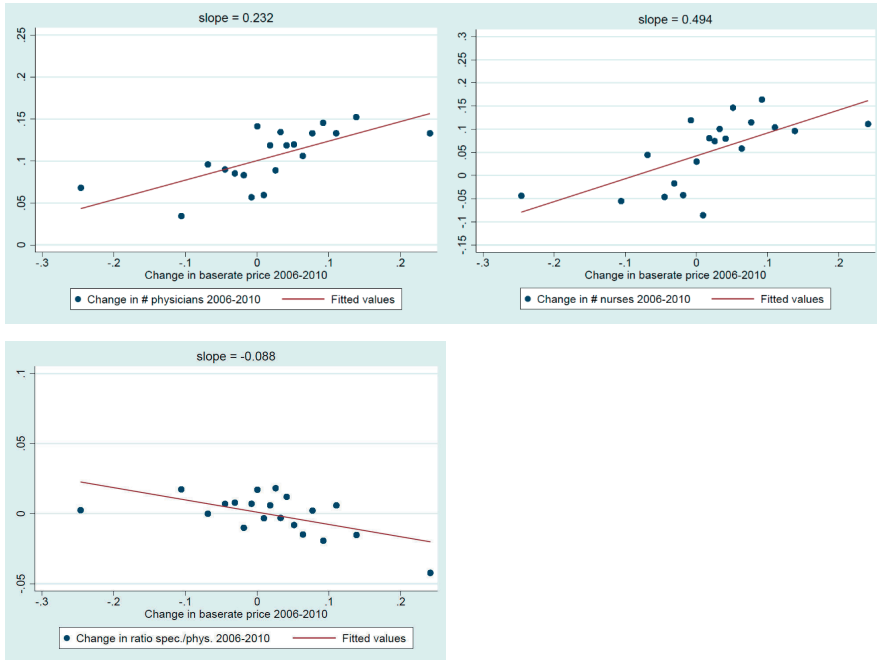 slope = 0.232
.25
.2
.15
.1
.05
0
-.3 -.2 -.1 0 .1 .2
Change in baserate price 2006-2010
Change in # physicians 2006-2010 Fitted values
slope = 0.494
.3
.25
.2
.15
.1
.05
0
-.05
-.1
-.15
-.3 -.2 -.1 0 .1 .2
Change in baserate price 2006-2010
Change in # nurses 2006-2010 Fitted values
slope = -0.088
.1
.05
0
-.05
-.3 -.2 -.1 0 .1 .2
Change in baserate price 2006-2010
Change in ratio spec./phys. 2006-2010 Fitted values